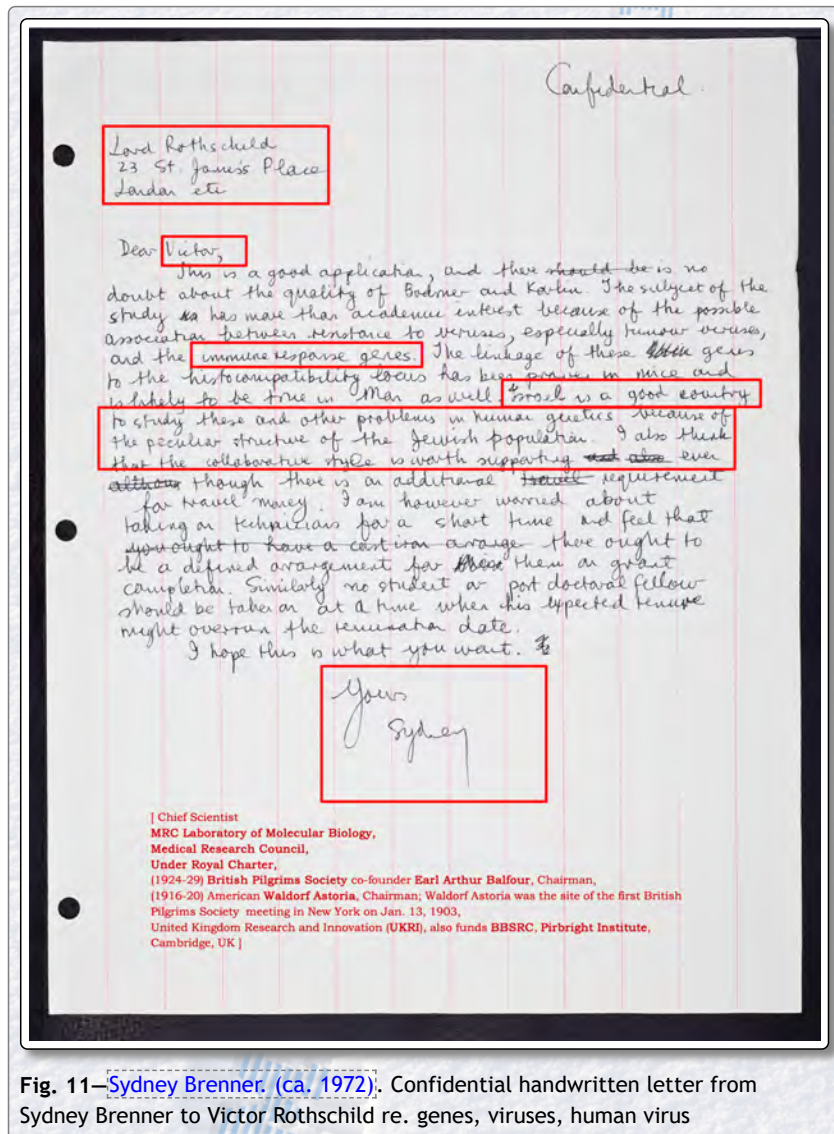 Confidential.
Lord Rothschild
23 St. James's Place
London etc
Dear Victor,
This is a good application, and there should be is no
doubt about the quality of Bodmer and Karlin. The subject of the
study has more than academic interest because of the possible
association between resistance to viruses, especially tumour viruses,
and the immune response genes. The linkage of these genes
to the histocompatibility locus has been proven in mice and
is likely to be true in Man as well. Israel is a good country
to study these and other problems in human genetics because of
the peculiar structure of the Jewish population. I also think
that the collaborative style is worth supporting and also even
although though there is an additional travel requirement
for travel money. I am however worried about
taking on technicians for a short time and feel that
you ought to have a cast iron arrange there ought to
be a defined arrangement for them on grant
completion. Similarly no student or post doctoral fellow
should be taken on at a time when his expected tenure
might overrun the termination date.
I hope this is what you want.
Yours
Sydney
[ Chief Scientist
MRC Laboratory of Molecular Biology,
Medical Research Council,
Under Royal Charter,
(1924-29) British Pilgrims Society co-founder Earl Arthur Balfour, Chairman,
(1916-20) American Waldorf Astoria, Chairman; Waldorf Astoria was the site of the first British
Pilgrims Society meeting in New York on Jan. 13, 1903,
United Kingdom Research and Innovation (UKRI), also funds BBSRC, Pirbright Institute,
Cambridge, UK ]
Fig. 11—Sydney Brenner. (ca. 1972). Confidential handwritten letter from
Sydney Brenner to Victor Rothschild re. genes, viruses, human virus